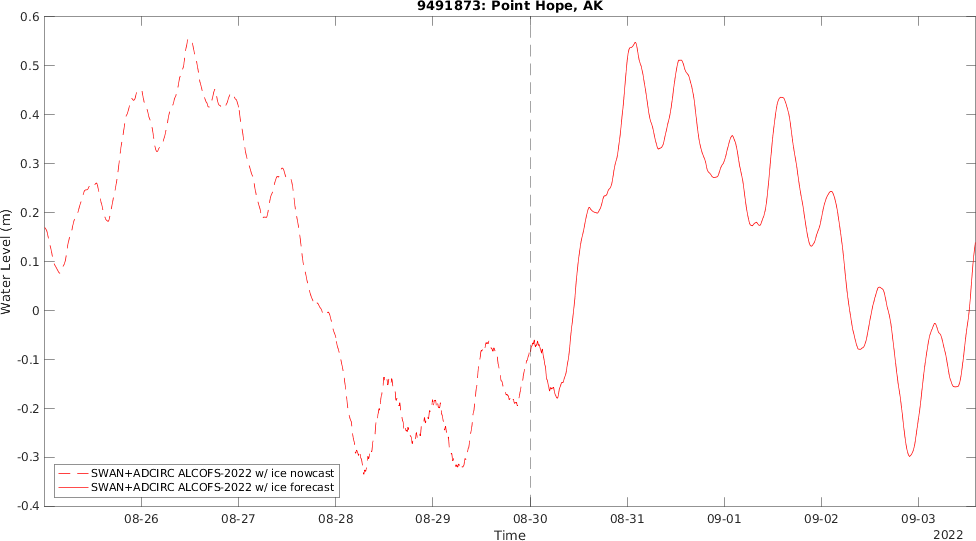 9491873: Point Hope, AK
0.6
0.5
0.4
0.3
0.2
0.1
0
-0.1
-0.2
-0.3
-0.4
Water Level (m)
SWAN+ADCIRC ALCOFS-2022 w/ ice nowcast
SWAN+ADCIRC ALCOFS-2022 w/ ice forecast
08-26 08-27 08-28 08-29 08-30 08-31 09-01 09-02 09-03
Time
2022